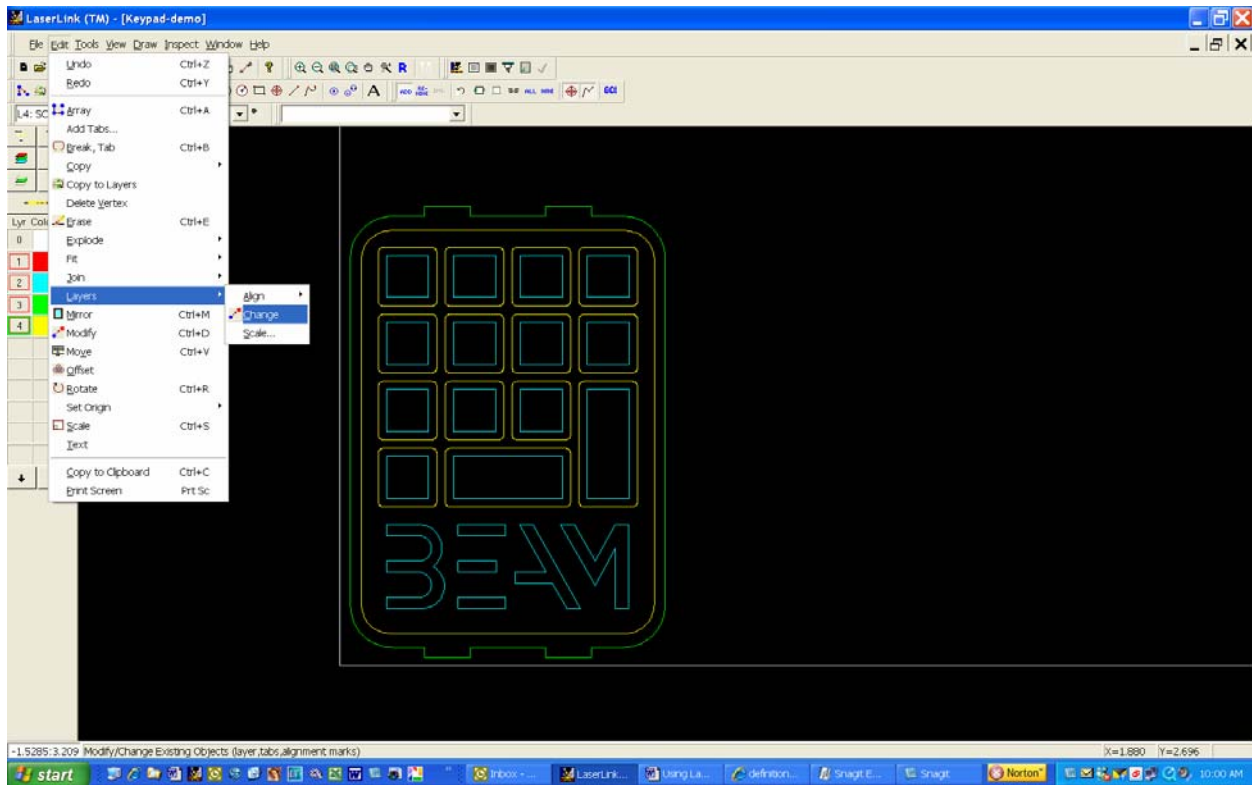 LaserLink (TM) - [Keypad-demo]
File Edit Tools View Draw Inspect Window Help
Undo Ctrl+Z
Redo Ctrl+Y
Array Ctrl+A
Add Tabs...
Break, Tab Ctrl+B
Copy
Copy to Layers
Delete Vertex
Erase Ctrl+E
Explode
Fit
Join
Layers
Mirror Ctrl+M
Modify Ctrl+D
Move Ctrl+V
Offset
Rotate Ctrl+R
Set Origin
Scale Ctrl+S
Text
Copy to Clipboard Ctrl+C
Print Screen Prt Sc
Align
Change
Scale...
R
A
GO!
L4: SC
Lyr Col
0
1
2
3
4
BEAM
-1.5285:3.209 Modify/Change Existing Objects (layer,tabs,alignment marks) X=1.880 Y=2.696
start Inbox - ... LaserLink... Using La... definition... SnagIt E... SnagIt Norton™ 10:00 AM